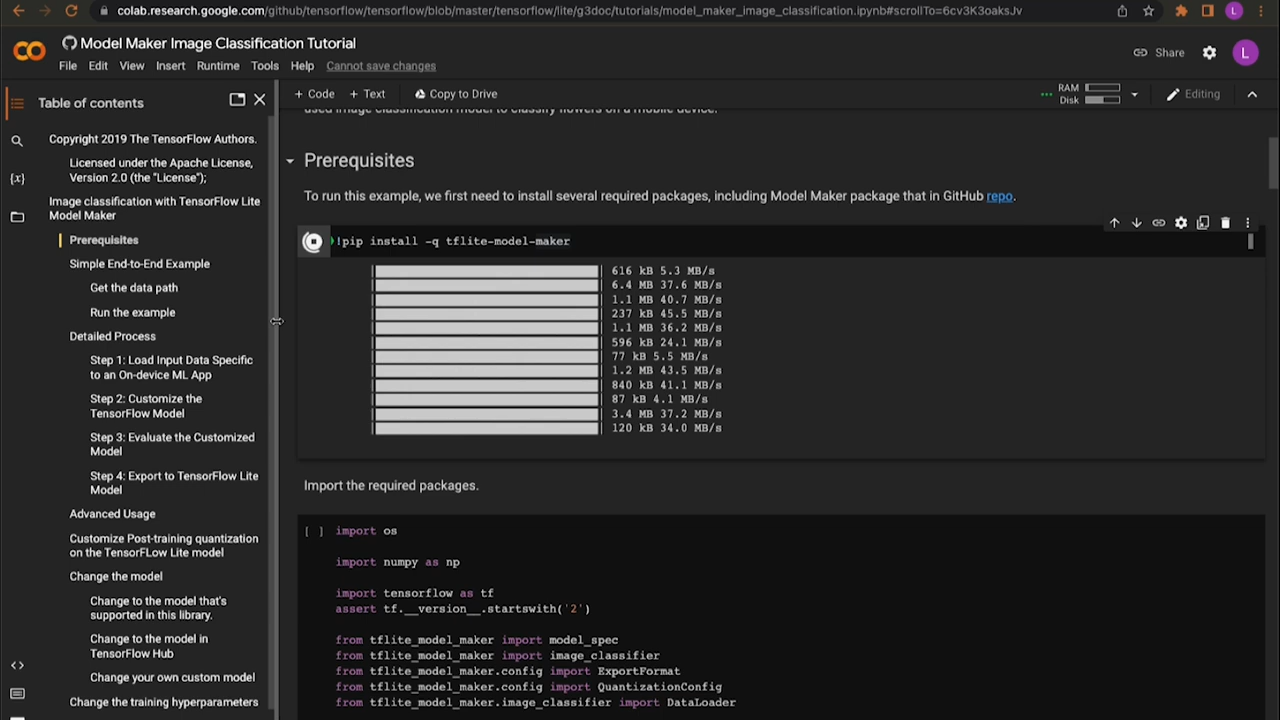 colab.research.google.com/github/tensorflow/tensorflow/blob/master/tensorflow/lite/g3doc/tutorials/model_maker_image_classification.ipynb#scrollTo=6cv3K3oaksJv
L
Model Maker Image Classification Tutorial
Share
L
File Edit View Insert Runtime Tools Help Cannot save changes
Table of contents
+ Code + Text Copy to Drive
RAM
Disk
Editing
Copyright 2019 The TensorFlow Authors.
Licensed under the Apache License,
Version 2.0 (the "License");
Image classification with TensorFlow Lite
Model Maker
Prerequisites
Simple End-to-End Example
Get the data path
Run the example
Detailed Process
Step 1: Load Input Data Specific
to an On-device ML App
Step 2: Customize the
TensorFlow Model
Step 3: Evaluate the Customized
Model
Step 4: Export to TensorFlow Lite
Model
Advanced Usage
Customize Post-training quantization
on the TensorFLow Lite model
Change the model
Change to the model that's
supported in this library.
Change to the model in
TensorFlow Hub
Change your own custom model
Change the training hyperparameters
used image classification model to classify flowers on a mobile device.
Prerequisites
To run this example, we first need to install several required packages, including Model Maker package that in GitHub repo.
!pip install -q tflite-model-maker
616 kB 5.3 MB/s
6.4 MB 37.6 MB/s
1.1 MB 40.7 MB/s
237 kB 45.5 MB/s
1.1 MB 36.2 MB/s
596 kB 24.1 MB/s
77 kB 5.5 MB/s
1.2 MB 43.5 MB/s
840 kB 41.1 MB/s
87 kB 4.1 MB/s
3.4 MB 37.2 MB/s
120 kB 34.0 MB/s
Import the required packages.
[ ] import os
import numpy as np
import tensorflow as tf
assert tf.__version__.startswith('2')
from tflite_model_maker import model_spec
from tflite_model_maker import image_classifier
from tflite_model_maker.config import ExportFormat
from tflite_model_maker.config import QuantizationConfig
from tflite_model_maker.image_classifier import DataLoader